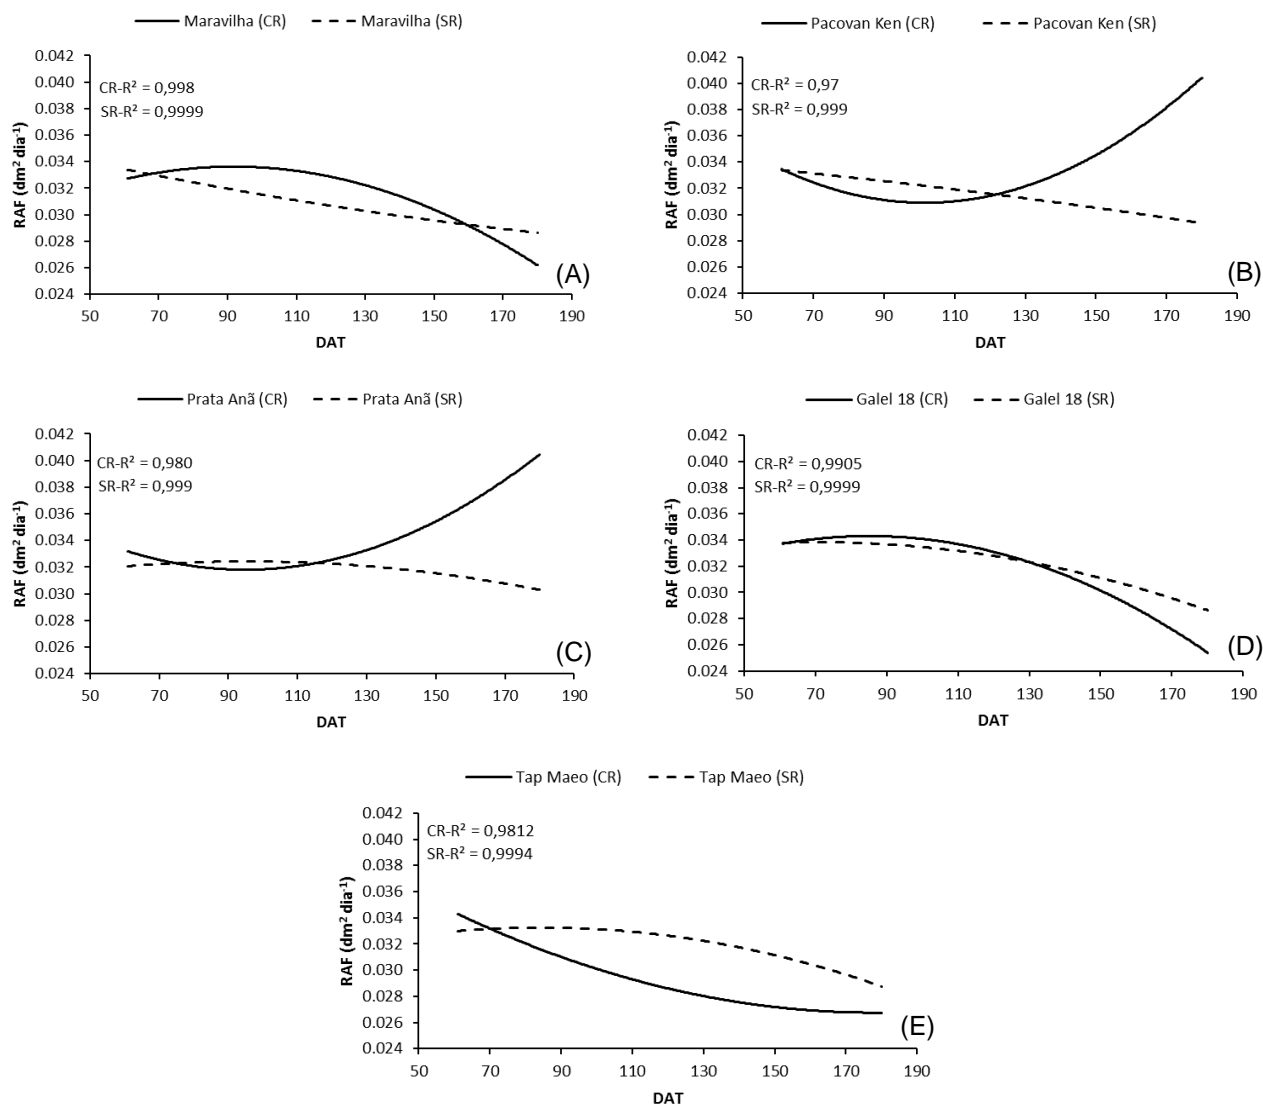 Maravilha (CR) Maravilha (SR)
0.042
0.040
0.038
0.036
0.034
0.032
0.030
0.028
0.026
0.024
CR-R² = 0,998
SR-R² = 0,9999
RAF (dm² dia⁻¹)
(A)
50 70 90 110 130 150 170 190
DAT
Pacovan Ken (CR) Pacovan Ken (SR)
0.042
0.040
0.038
0.036
0.034
0.032
0.030
0.028
0.026
0.024
CR-R² = 0,97
SR-R² = 0,999
RAF (dm² dia⁻¹)
(B)
50 70 90 110 130 150 170 190
DAT
Prata Anã (CR) Prata Anã (SR)
0.042
0.040
0.038
0.036
0.034
0.032
0.030
0.028
0.026
0.024
CR-R² = 0,980
SR-R² = 0,999
RAF (dm² dia⁻¹)
(C)
50 70 90 110 130 150 170 190
DAT
Galel 18 (CR) Galel 18 (SR)
0.042
0.040
0.038
0.036
0.034
0.032
0.030
0.028
0.026
0.024
CR-R² = 0,9905
SR-R² = 0,9999
RAF (dm² dia⁻¹)
(D)
50 70 90 110 130 150 170 190
DAT
Tap Maeo (CR) Tap Maeo (SR)
0.042
0.040
0.038
0.036
0.034
0.032
0.030
0.028
0.026
0.024
CR-R² = 0,9812
SR-R² = 0,9994
RAF (dm² dia⁻¹)
(E)
50 70 90 110 130 150 170 190
DAT